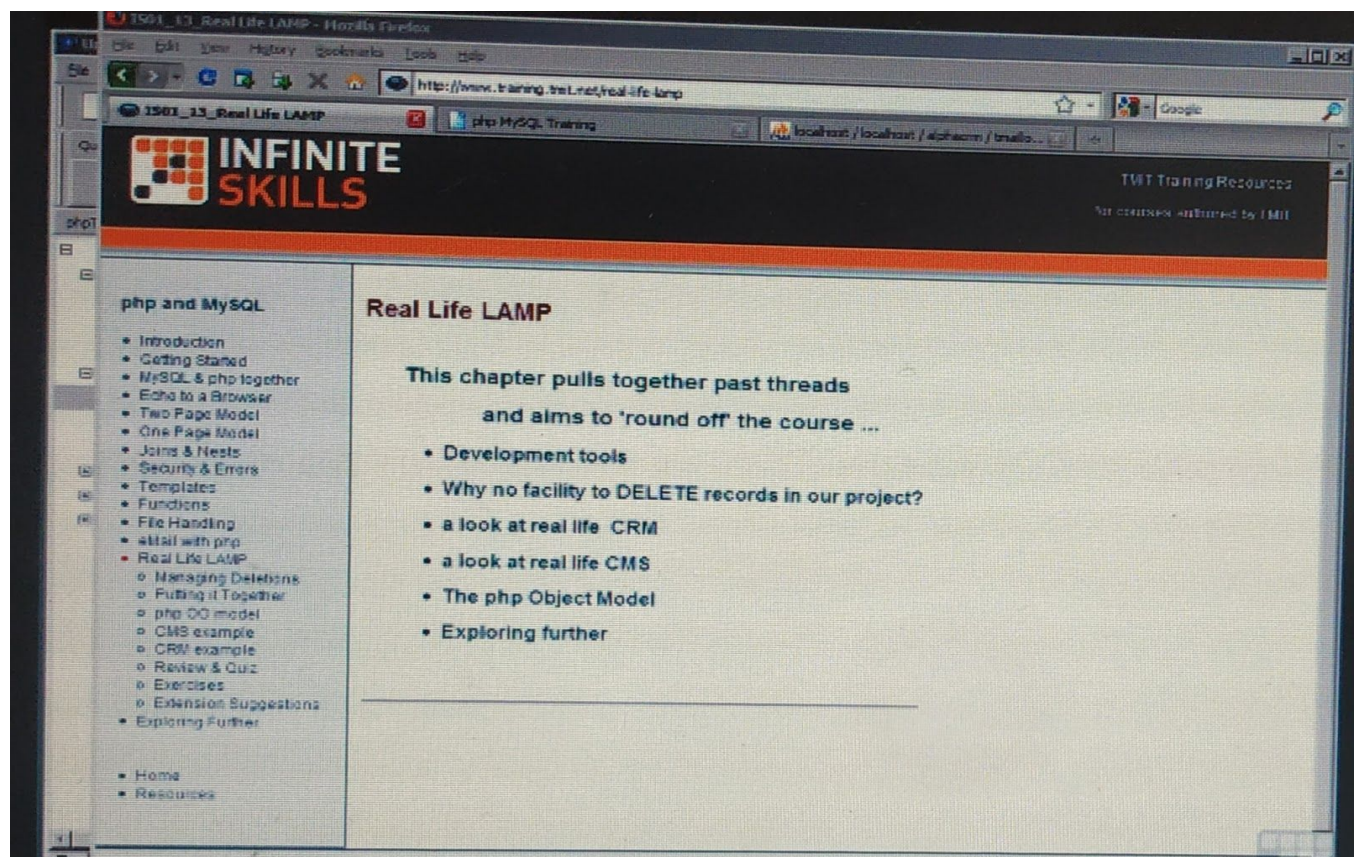 1501_13_Real Life LAMP - Mozilla Firefox
File Edit View History Bookmarks Tools Help
http://www.training.tmit.net/real-life-lamp
Google
1501_13_Real Life LAMP
php MySQL Training
localhost / localhost /
INFINITE
SKILLS
TMIT Training Resources
for courses authored by TMIT
php and MySQL
Introduction
Getting Started
MySQL & php together
Echo to a Browser
Two Page Model
One Page Model
Joins & Nests
Security & Errors
Templates
Functions
File Handling
eMail with php
Real Life LAMP
Managing Deletions
Putting it Together
php OO model
CMS example
CRM example
Review & Quiz
Exercises
Extension Suggestions
Exploring Further
Home
Resources
Real Life LAMP
This chapter pulls together past threads
and aims to 'round off' the course ...
Development tools
Why no facility to DELETE records in our project?
a look at real life CRM
a look at real life CMS
The php Object Model
Exploring further